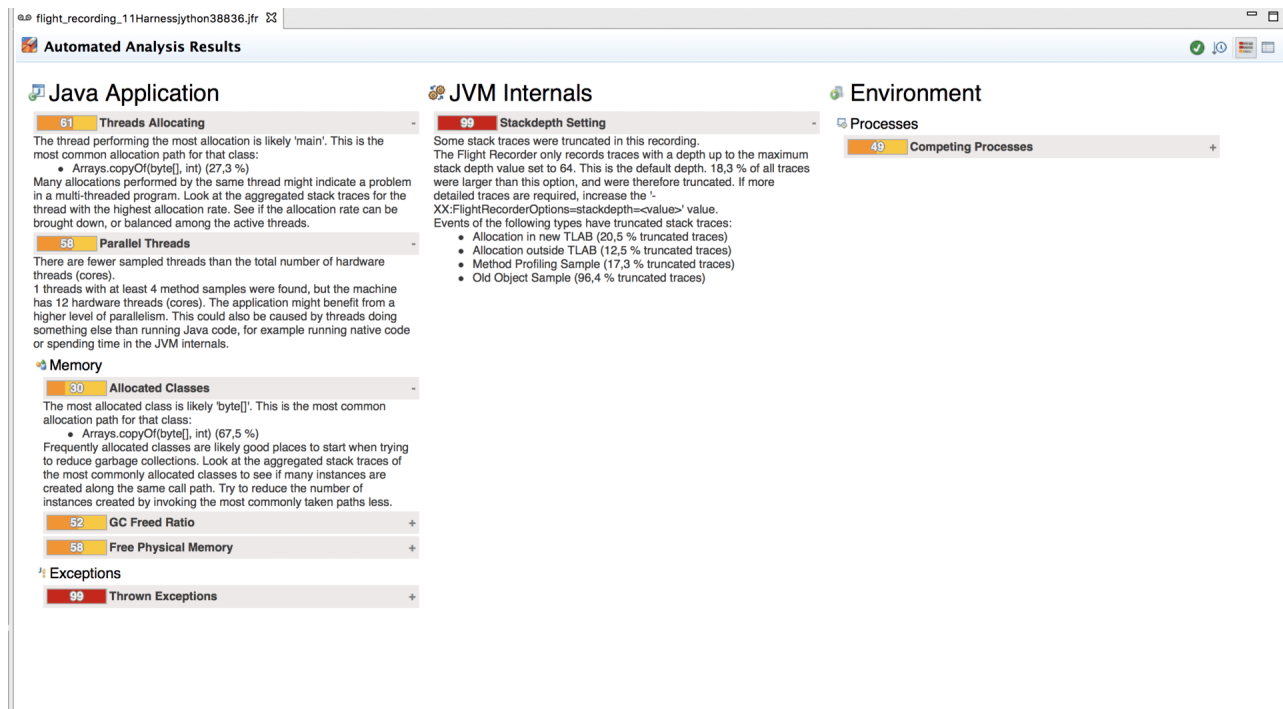 flight_recording_11Harnessjython38836.jfr
Automated Analysis Results
Java Application
61 Threads Allocating -
The thread performing the most allocation is likely 'main'. This is the
most common allocation path for that class:
• Arrays.copyOf(byte[], int) (27,3 %)
Many allocations performed by the same thread might indicate a problem
in a multi-threaded program. Look at the aggregated stack traces for the
thread with the highest allocation rate. See if the allocation rate can be
brought down, or balanced among the active threads.
58 Parallel Threads -
There are fewer sampled threads than the total number of hardware
threads (cores).
1 threads with at least 4 method samples were found, but the machine
has 12 hardware threads (cores). The application might benefit from a
higher level of parallelism. This could also be caused by threads doing
something else than running Java code, for example running native code
or spending time in the JVM internals.
Memory
30 Allocated Classes -
The most allocated class is likely 'byte[]'. This is the most common
allocation path for that class:
• Arrays.copyOf(byte[], int) (67,5 %)
Frequently allocated classes are likely good places to start when trying
to reduce garbage collections. Look at the aggregated stack traces of
the most commonly allocated classes to see if many instances are
created along the same call path. Try to reduce the number of
instances created by invoking the most commonly taken paths less.
52 GC Freed Ratio +
58 Free Physical Memory +
Exceptions
99 Thrown Exceptions +
JVM Internals
99 Stackdepth Setting -
Some stack traces were truncated in this recording.
The Flight Recorder only records traces with a depth up to the maximum
stack depth value set to 64. This is the default depth. 18,3 % of all traces
were larger than this option, and were therefore truncated. If more
detailed traces are required, increase the '-
XX:FlightRecorderOptions=stackdepth=<value>' value.
Events of the following types have truncated stack traces:
• Allocation in new TLAB (20,5 % truncated traces)
• Allocation outside TLAB (12,5 % truncated traces)
• Method Profiling Sample (17,3 % truncated traces)
• Old Object Sample (96,4 % truncated traces)
Environment
Processes
49 Competing Processes +